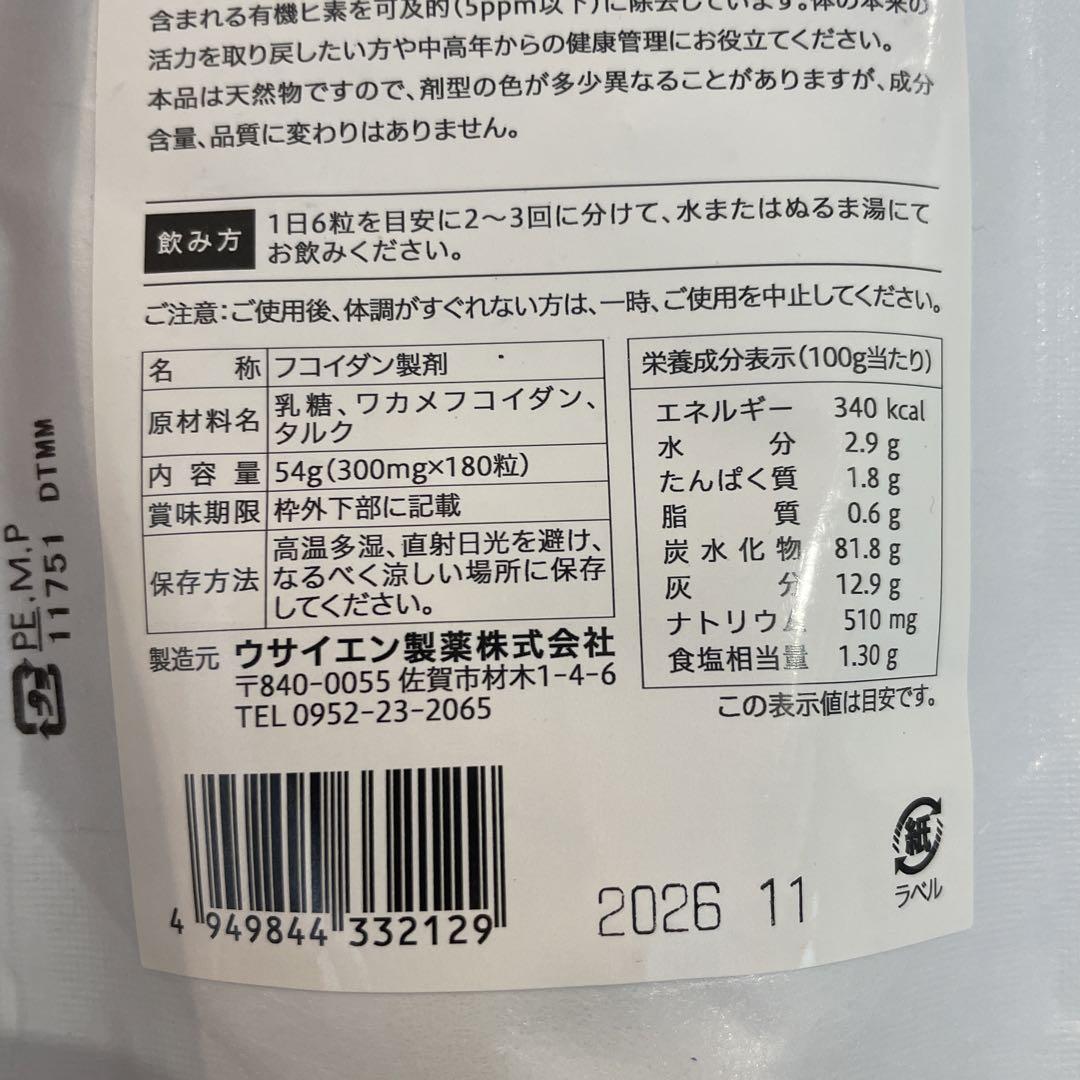 含まれる有機ヒ素を可及的(5ppm以下)に除去しています。体の本来の
活力を取り戻したい方や中高年からの健康管理にお役立てください。
本品は天然物ですので、剤型の色が多少異なることがありますが、成分
含量、品質に変わりはありません。
飲み方
1日6粒を目安に2〜3回に分けて、水またはぬるま湯にて
お飲みください。
ご注意:ご使用後、体調がすぐれない方は、一時、ご使用を中止してください。
名称 フコイダン製剤
原材料名 乳糖、ワカメフコイダン、
タルク
内容量 54g(300mg×180粒)
賞味期限 枠外下部に記載
保存方法 高温多湿、直射日光を避け、
なるべく涼しい場所に保存
してください。
製造元 ウサイエン製薬株式会社
〒840-0055 佐賀市材木1-4-6
TEL 0952-23-2065
栄養成分表示(100g当たり)
エネルギー 340 kcal
水分 2.9 g
たんぱく質 1.8 g
脂質 0.6 g
炭水化物 81.8 g
灰分 12.9 g
ナトリウム 510 mg
食塩相当量 1.30 g
この表示値は目安です。
4 949844 332129
2026 11
紙
ラベル
プラ
PE.M.P
11751 DTMM